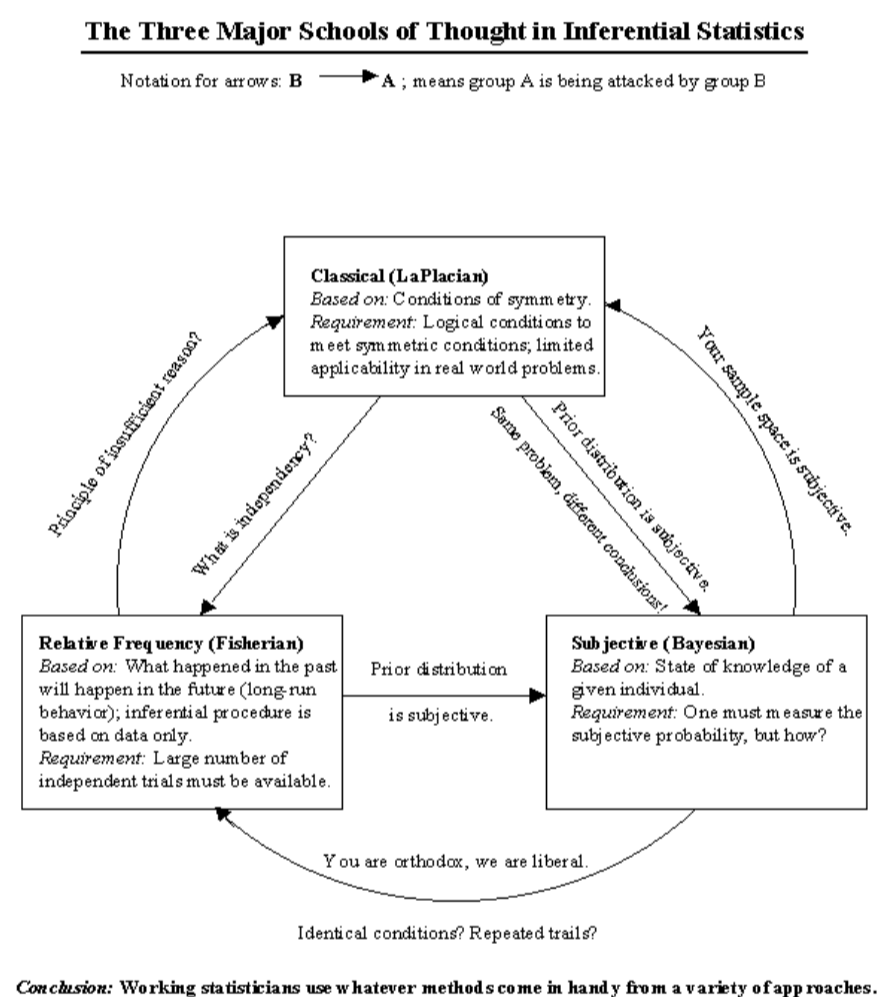 The Three Major Schools of Thought in Inferential Statistics
Notation for arrows: B A ; means group A is being attacked by group B
Classical (LaPlacian)
Based on: Conditions of symmetry.
Requirement: Logical conditions to
meet symmetric conditions; limited
applicability in real world problems.
Principle of insufficient reason?
What is independency?
Same problem, different conclusions!
Prior distribution is subjective.
Your sample space is subjective.
Relative Frequency (Fisherian)
Based on: What happened in the past
will happen in the future (long-run
behavior); inferential procedure is
based on data only.
Requirement: Large number of
independent trials must be available.
Prior distribution
is subjective.
Subjective (Bayesian)
Based on: State of knowledge of a
given individual.
Requirement: One must measure the
subjective probability, but how?
You are orthodox, we are liberal.
Identical conditions? Repeated trails?
Conclusion: Working statisticians use whatever methods come in handy from a variety of approaches.